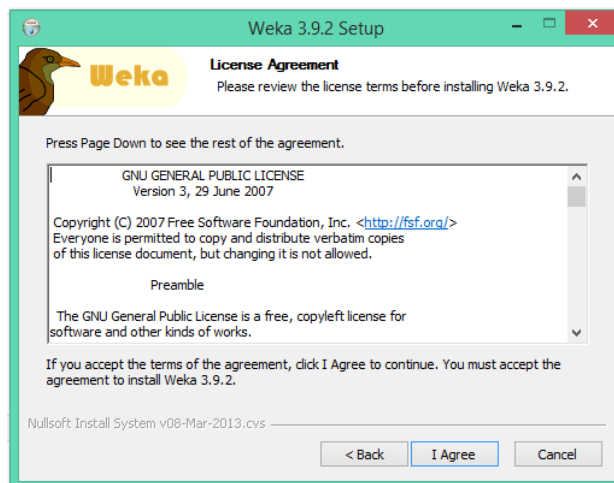 Weka 3.9.2 Setup
Weka
License Agreement
Please review the license terms before installing Weka 3.9.2.
Press Page Down to see the rest of the agreement.
GNU GENERAL PUBLIC LICENSE
Version 3, 29 June 2007
Copyright (C) 2007 Free Software Foundation, Inc. <http://fsf.org/>
Everyone is permitted to copy and distribute verbatim copies
of this license document, but changing it is not allowed.
Preamble
The GNU General Public License is a free, copyleft license for
software and other kinds of works.
If you accept the terms of the agreement, click I Agree to continue. You must accept the
agreement to install Weka 3.9.2.
Nullsoft Install System v08-Mar-2013.cvs
< Back I Agree Cancel